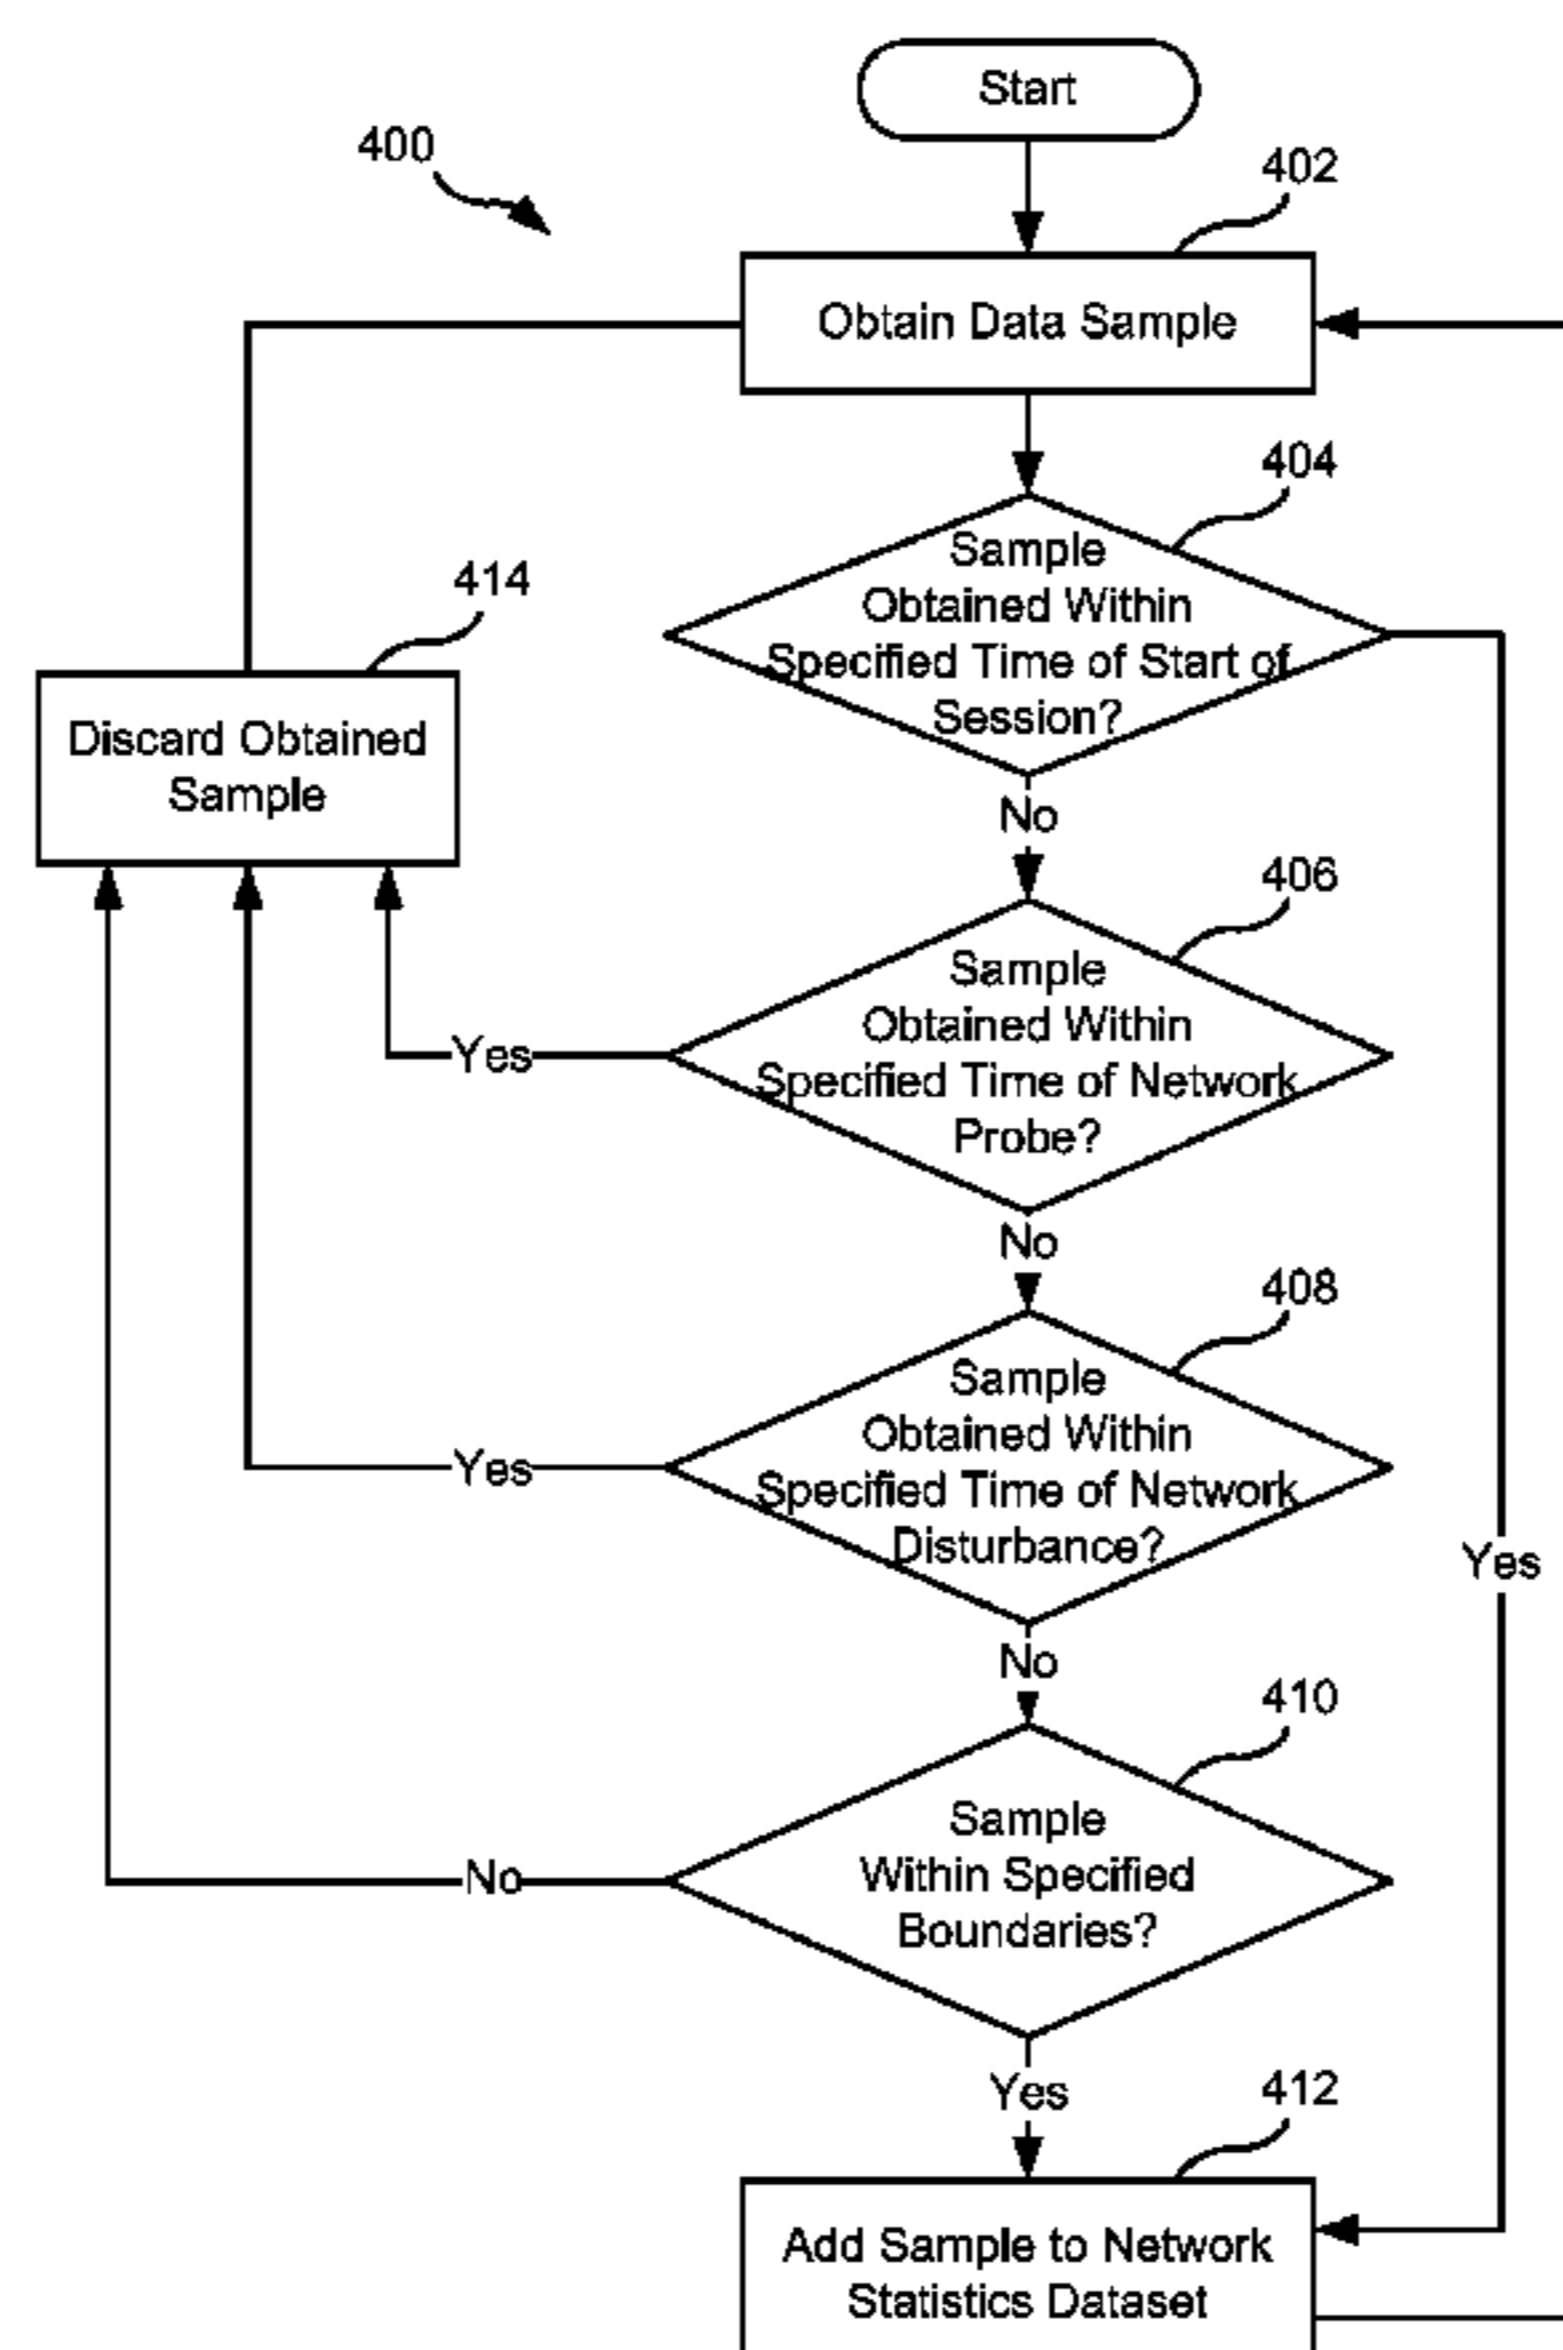 Start
400
402
Obtain Data Sample
404
Sample
Obtained Within
Specified Time of Start of
Session?
414
Discard Obtained
Sample
No
406
Sample
Obtained Within
Specified Time of Network
Probe?
Yes
No
408
Sample
Obtained Within
Specified Time of Network
Disturbance?
Yes
Yes
No
410
Sample
Within Specified
Boundaries?
No
Yes
412
Add Sample to Network
Statistics Dataset